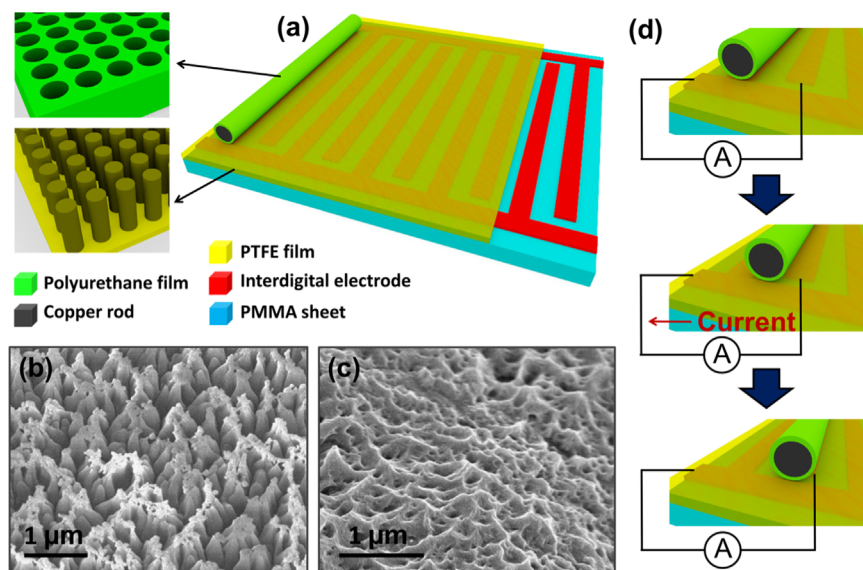 (a)
(d)
A
PTFE film
Polyurethane film
Interdigital electrode
Copper rod
PMMA sheet
Current
A
(b)
(c)
1 μm
1 μm
A